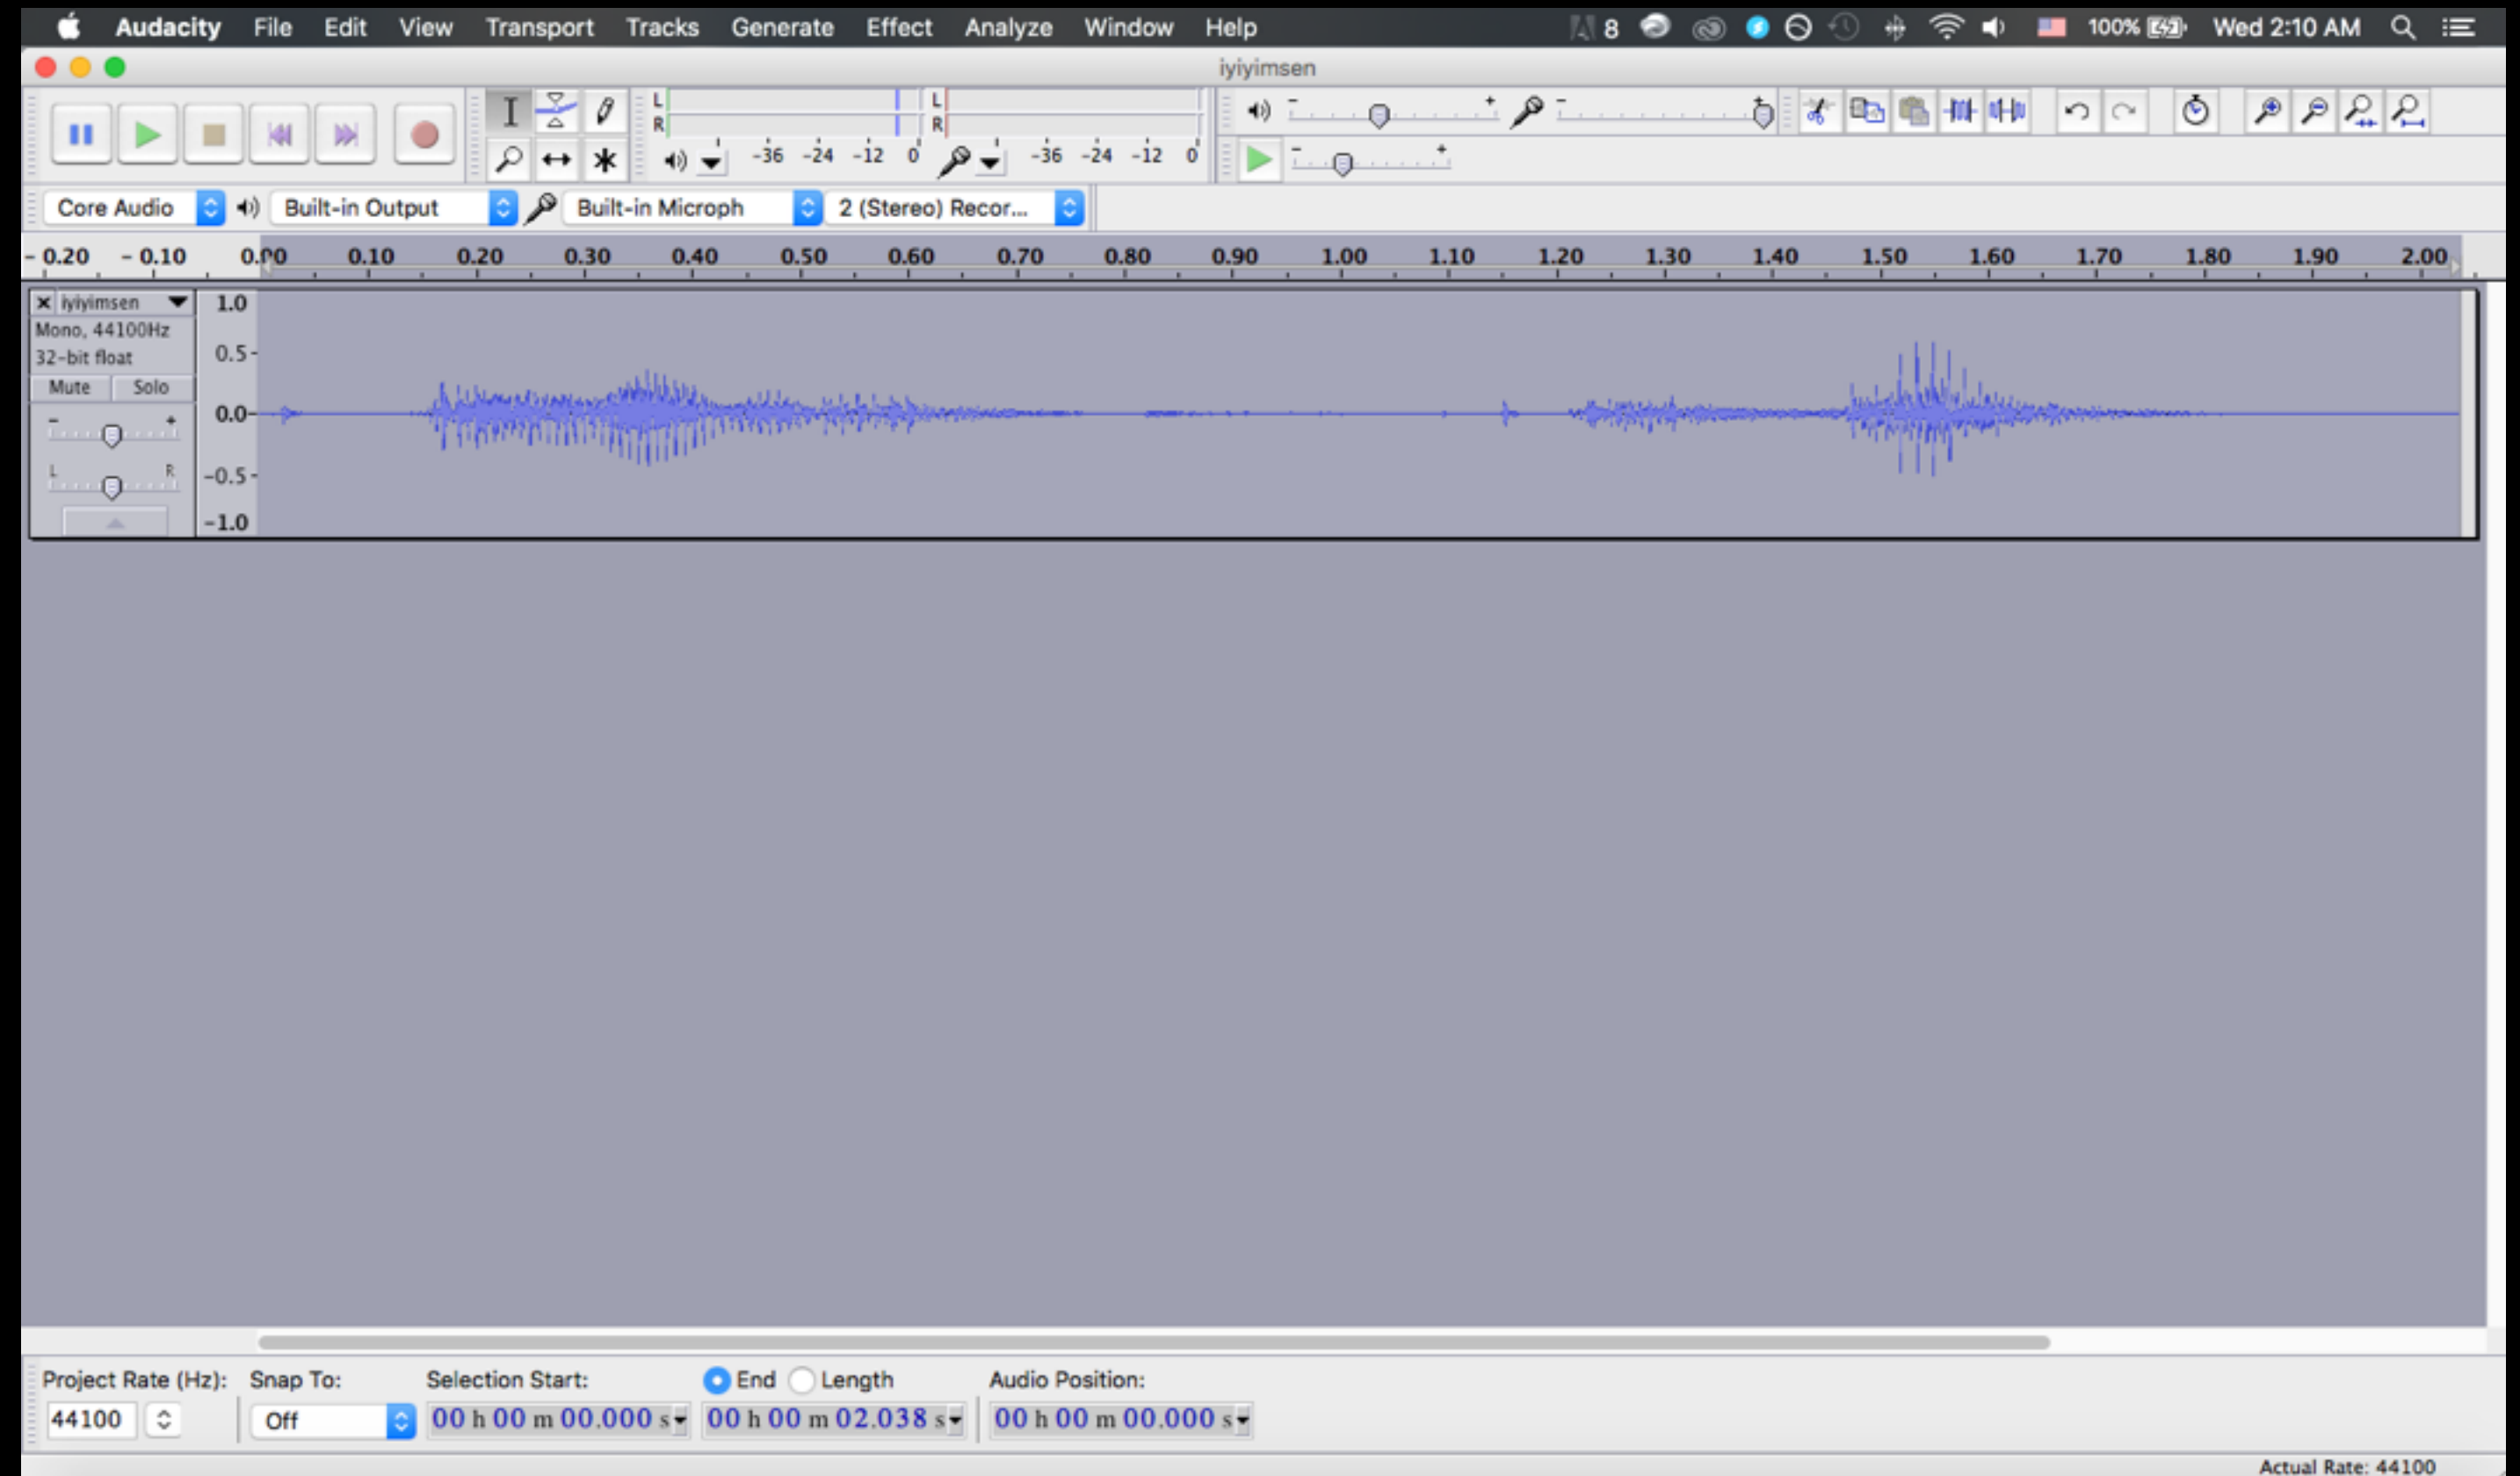 Audacity File Edit View Transport Tracks Generate Effect Analyze Window Help 8 100% Wed 2:10 AM
iyiyimsen
L R -36 -24 -12 0 L R -36 -24 -12 0
Core Audio Built-in Output Built-in Microph 2 (Stereo) Recor...
- 0.20 - 0.10 0.00 0.10 0.20 0.30 0.40 0.50 0.60 0.70 0.80 0.90 1.00 1.10 1.20 1.30 1.40 1.50 1.60 1.70 1.80 1.90 2.00
iyiyimsen 1.0
Mono, 44100Hz
32-bit float 0.5
Mute Solo
0.0
L R -0.5
-1.0
Project Rate (Hz): Snap To: Selection Start: End Length Audio Position:
44100 Off 00 h 00 m 00.000 s 00 h 00 m 02.038 s 00 h 00 m 00.000 s
Actual Rate: 44100